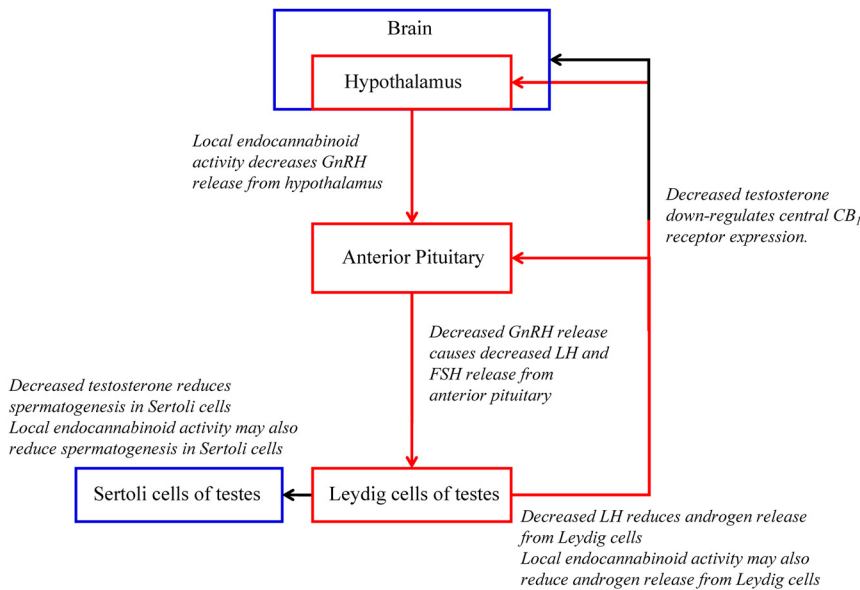 Brain
Hypothalamus
Local endocannabinoid
activity decreases GnRH
release from hypothalamus
Decreased testosterone
down-regulates central CB₁
receptor expression.
Anterior Pituitary
Decreased GnRH release
causes decreased LH and
FSH release from
anterior pituitary
Decreased testosterone reduces
spermatogenesis in Sertoli cells
Local endocannabinoid activity may also
reduce spermatogenesis in Sertoli cells
Sertoli cells of testes
Leydig cells of testes
Decreased LH reduces androgen release
from Leydig cells
Local endocannabinoid activity may also
reduce androgen release from Leydig cells